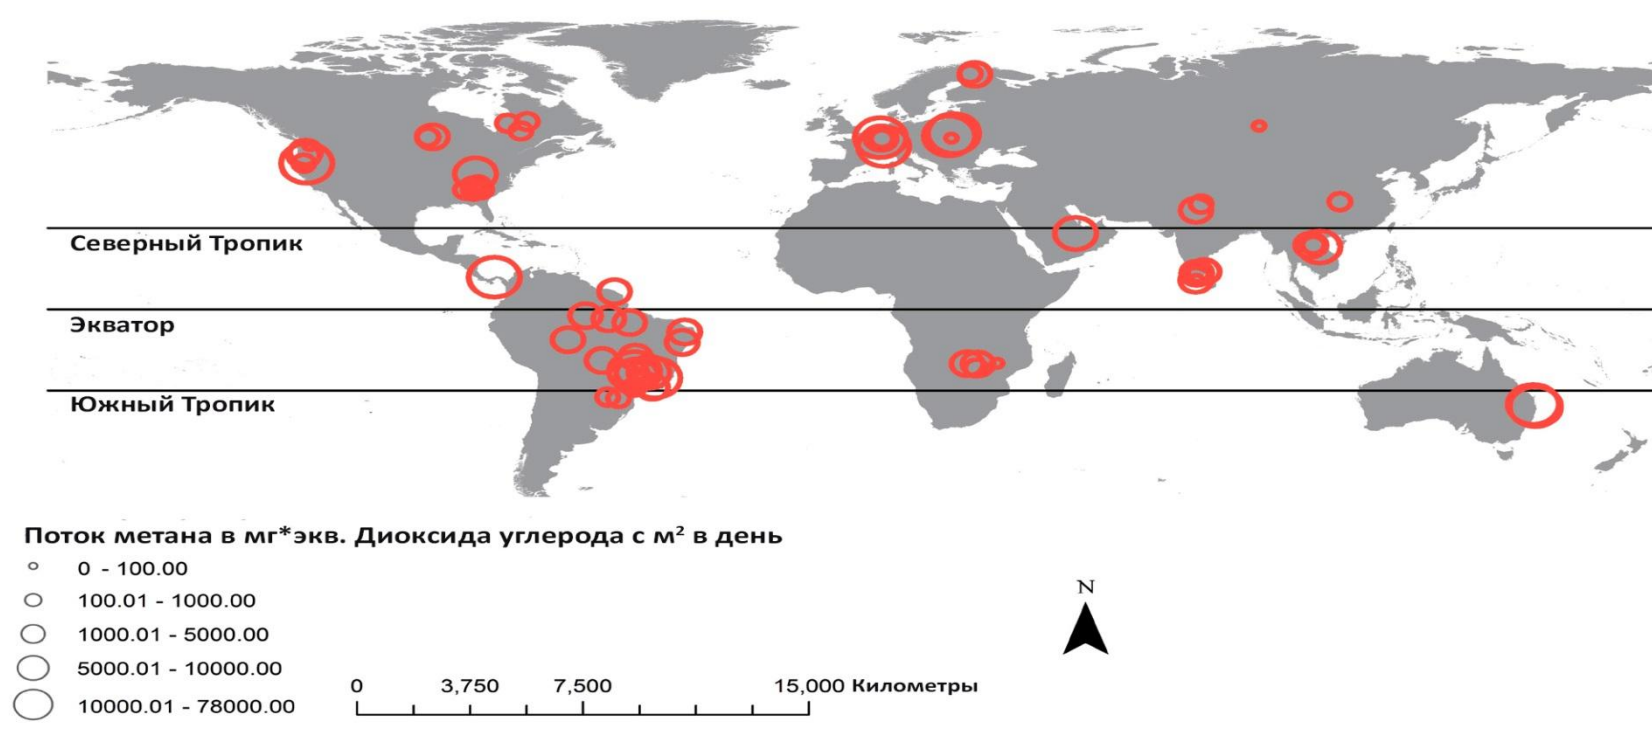 Северный Тропик
Экватор
Южный Тропик
Поток метана в мг*экв. Диоксида углерода с м² в день
0 - 100.00
100.01 - 1000.00
1000.01 - 5000.00
5000.01 - 10000.00
10000.01 - 78000.00
N
0 3,750 7,500 15,000 Километры